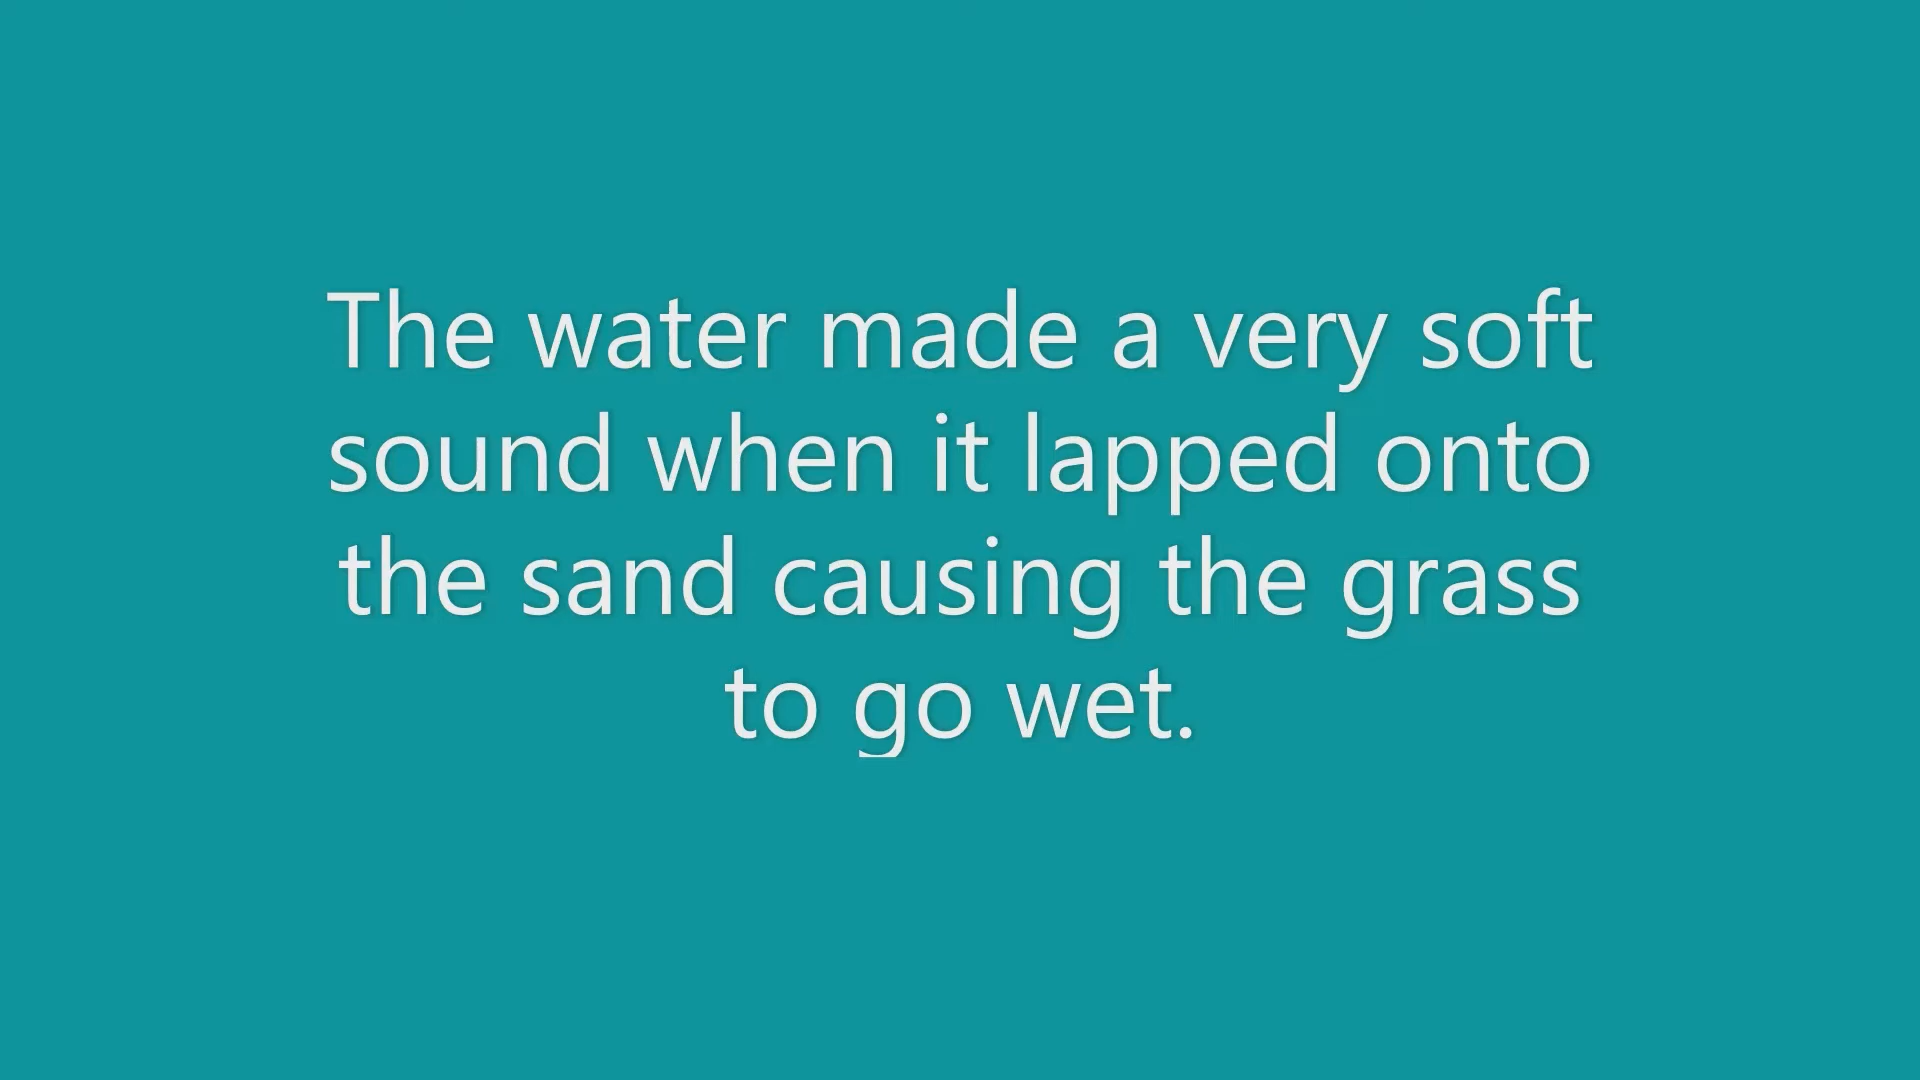 The water made a very soft
sound when it lapped onto
the sand causing the grass
to go wet.